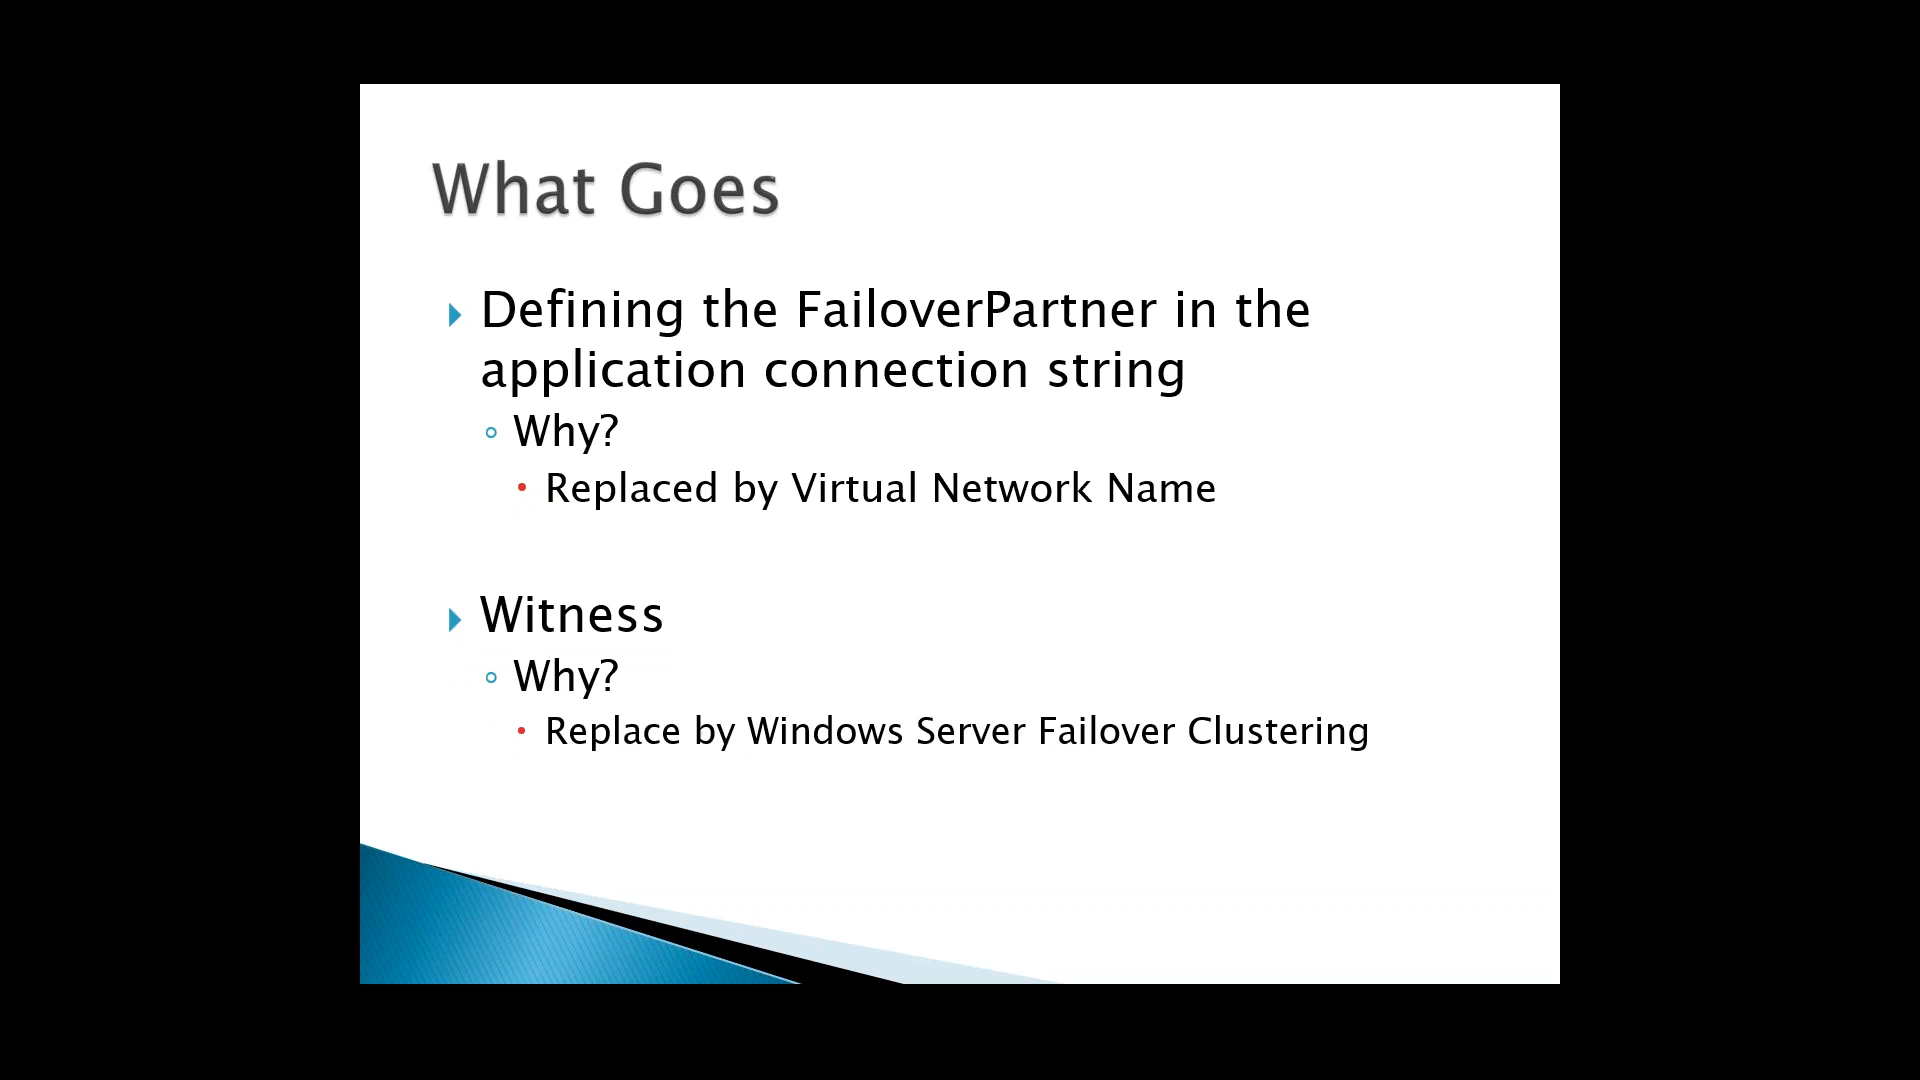 What Goes
Defining the FailoverPartner in the
application connection string
Why?
Replaced by Virtual Network Name
Witness
Why?
Replace by Windows Server Failover Clustering